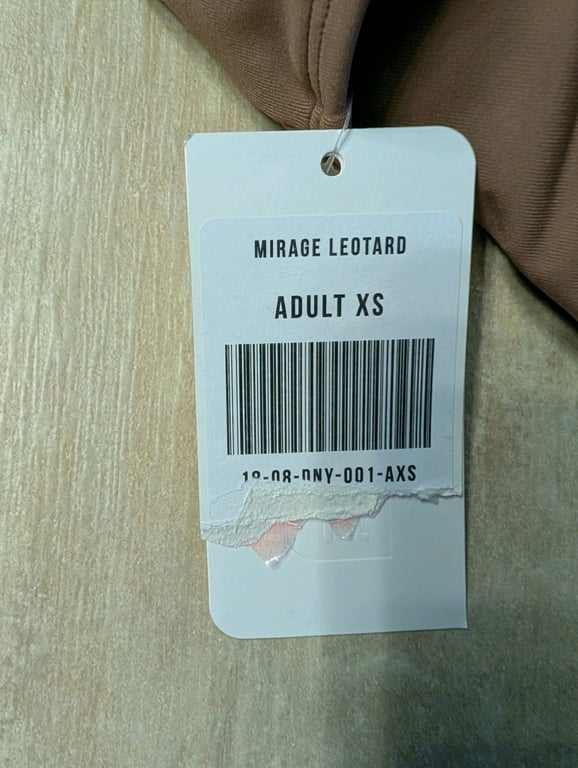 MIRAGE LEOTARD
ADULT XS
18-08-DNY-001-AXS